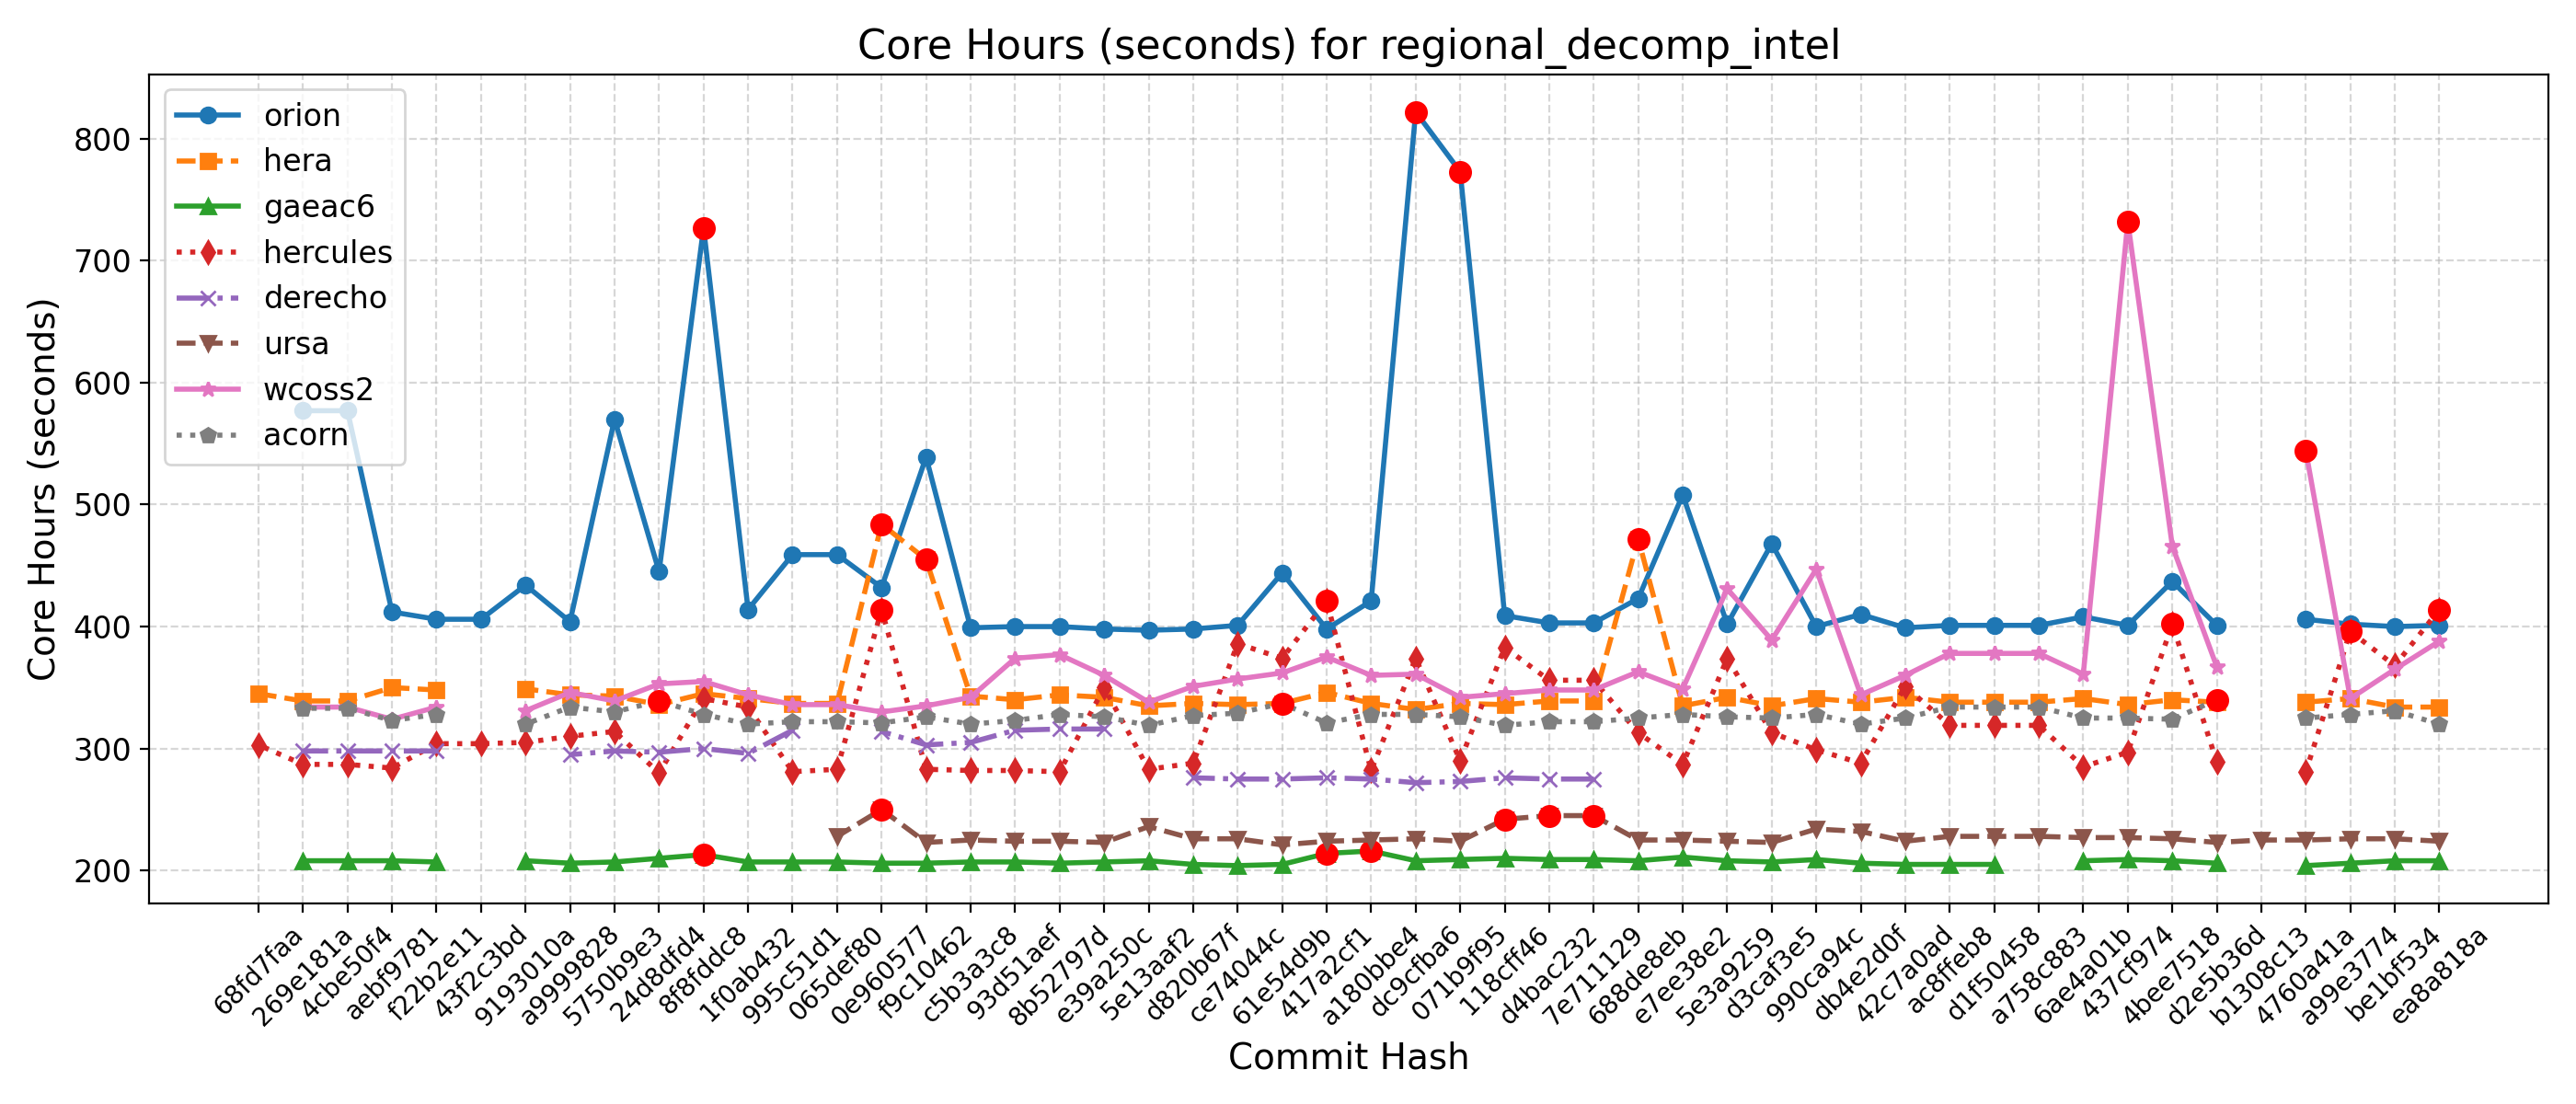 Core Hours (seconds) for regional_decomp_intel
orion
hera
gaeac6
hercules
derecho
ursa
wcoss2
acorn
Core Hours (seconds)
800
700
600
500
400
300
200
68fd7faa
269e181a
4cbe50f4
aebf9781
f22b2e11
43f2c3bd
9193010a
a9999828
5750b9e3
24d8dfd4
8f8fddc8
1f0ab432
995c51d1
065def80
0e960577
f9c10462
c5b3a3c8
93d51aef
8b52797d
e39a250c
5e13aaf2
d820b67f
ce74044c
61e54d9b
417a2cf1
a180bbe4
dc9cfba6
071b9f95
118cff46
d4bac232
7e711129
688de8eb
e7ee38e2
5e3a9259
d3caf3e5
990ca94c
db4e2d0f
42c7a0ad
ac8ffeb8
d1f50458
a758c883
6ae4a01b
437cf974
4bee7518
d2e5b36d
b1308c13
4760a41a
a99e3774
be1bf534
ea8a818a
Commit Hash